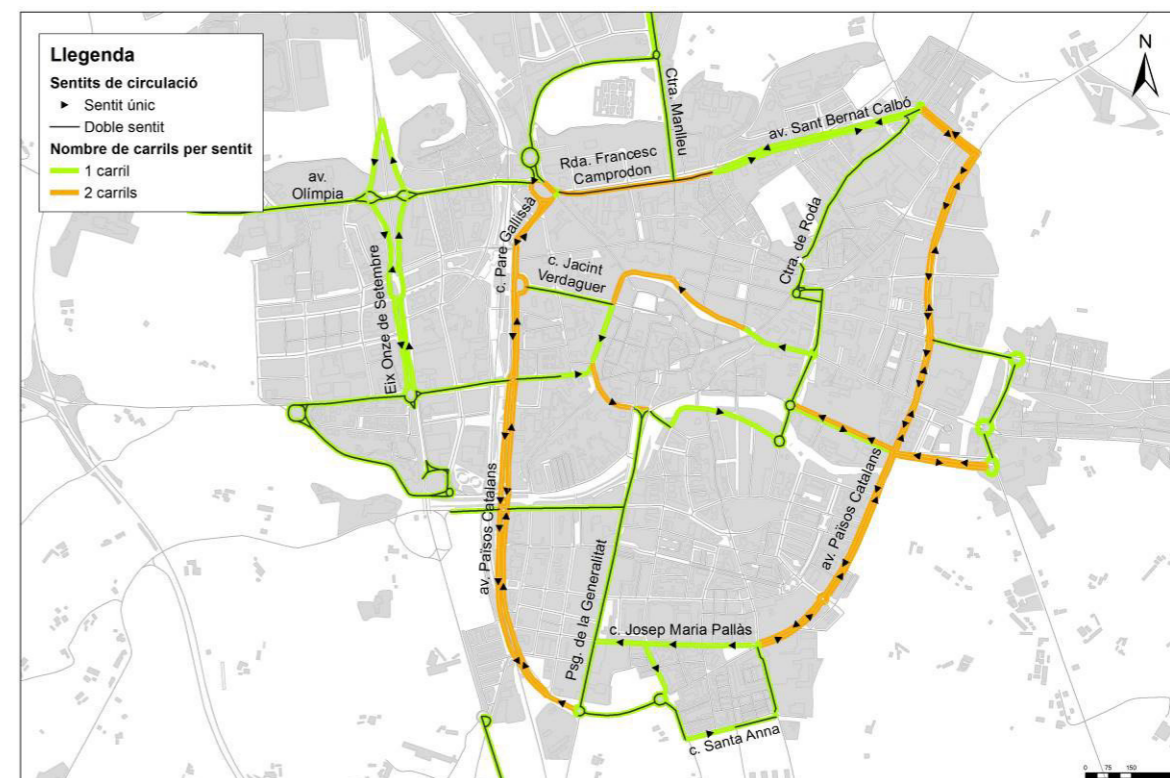 Llegenda
Sentits de circulació
Sentit únic
Doble sentit
Nombre de carrils per sentit
1 carril
2 carrils
N
Ctra. Manlleu
av. Sant Bernat Calbó
Rda. Francesc
Camprodon
av.
Olímpia
c. Pare Gallissà
Ctra. de Roda
c. Jacint
Verdaguer
Eix Onze de Setembre
av. Països Catalans
av. Països Catalans
Psg. de la Generalitat
c. Josep Maria Pallàs
c. Santa Anna
0 75 150